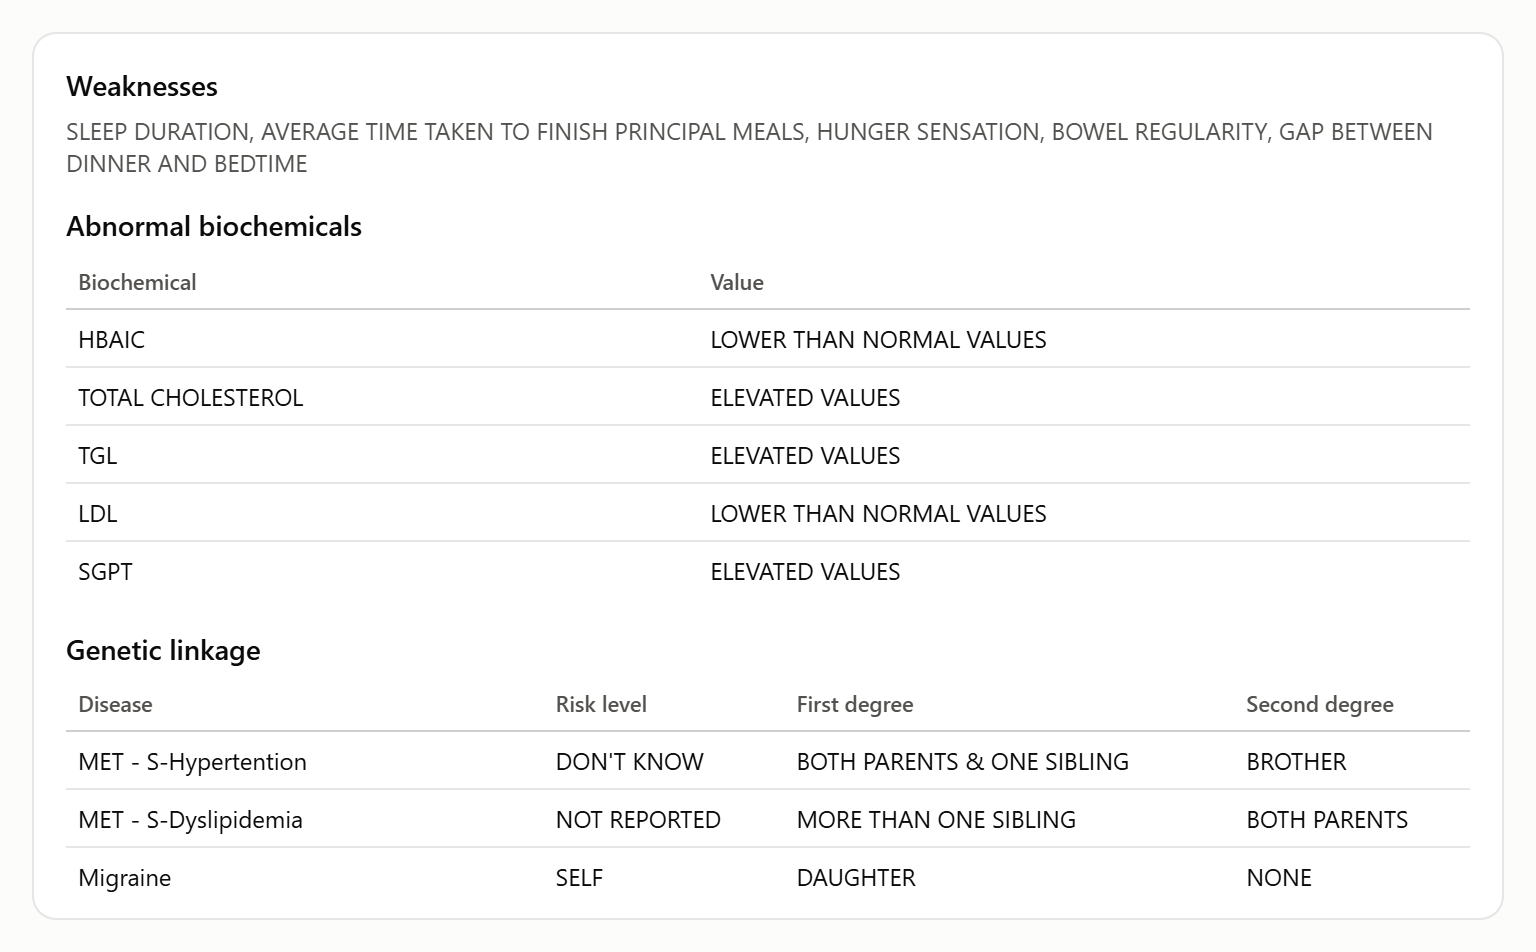 Weaknesses
SLEEP DURATION, AVERAGE TIME TAKEN TO FINISH PRINCIPAL MEALS, HUNGER SENSATION, BOWEL REGULARITY, GAP BETWEEN
DINNER AND BEDTIME
Abnormal biochemicals
Biochemical Value
HBAIC LOWER THAN NORMAL VALUES
TOTAL CHOLESTEROL ELEVATED VALUES
TGL ELEVATED VALUES
LDL LOWER THAN NORMAL VALUES
SGPT ELEVATED VALUES
Genetic linkage
Disease Risk level First degree Second degree
MET - S-Hypertention DON'T KNOW BOTH PARENTS & ONE SIBLING BROTHER
MET - S-Dyslipidemia NOT REPORTED MORE THAN ONE SIBLING BOTH PARENTS
Migraine SELF DAUGHTER NONE